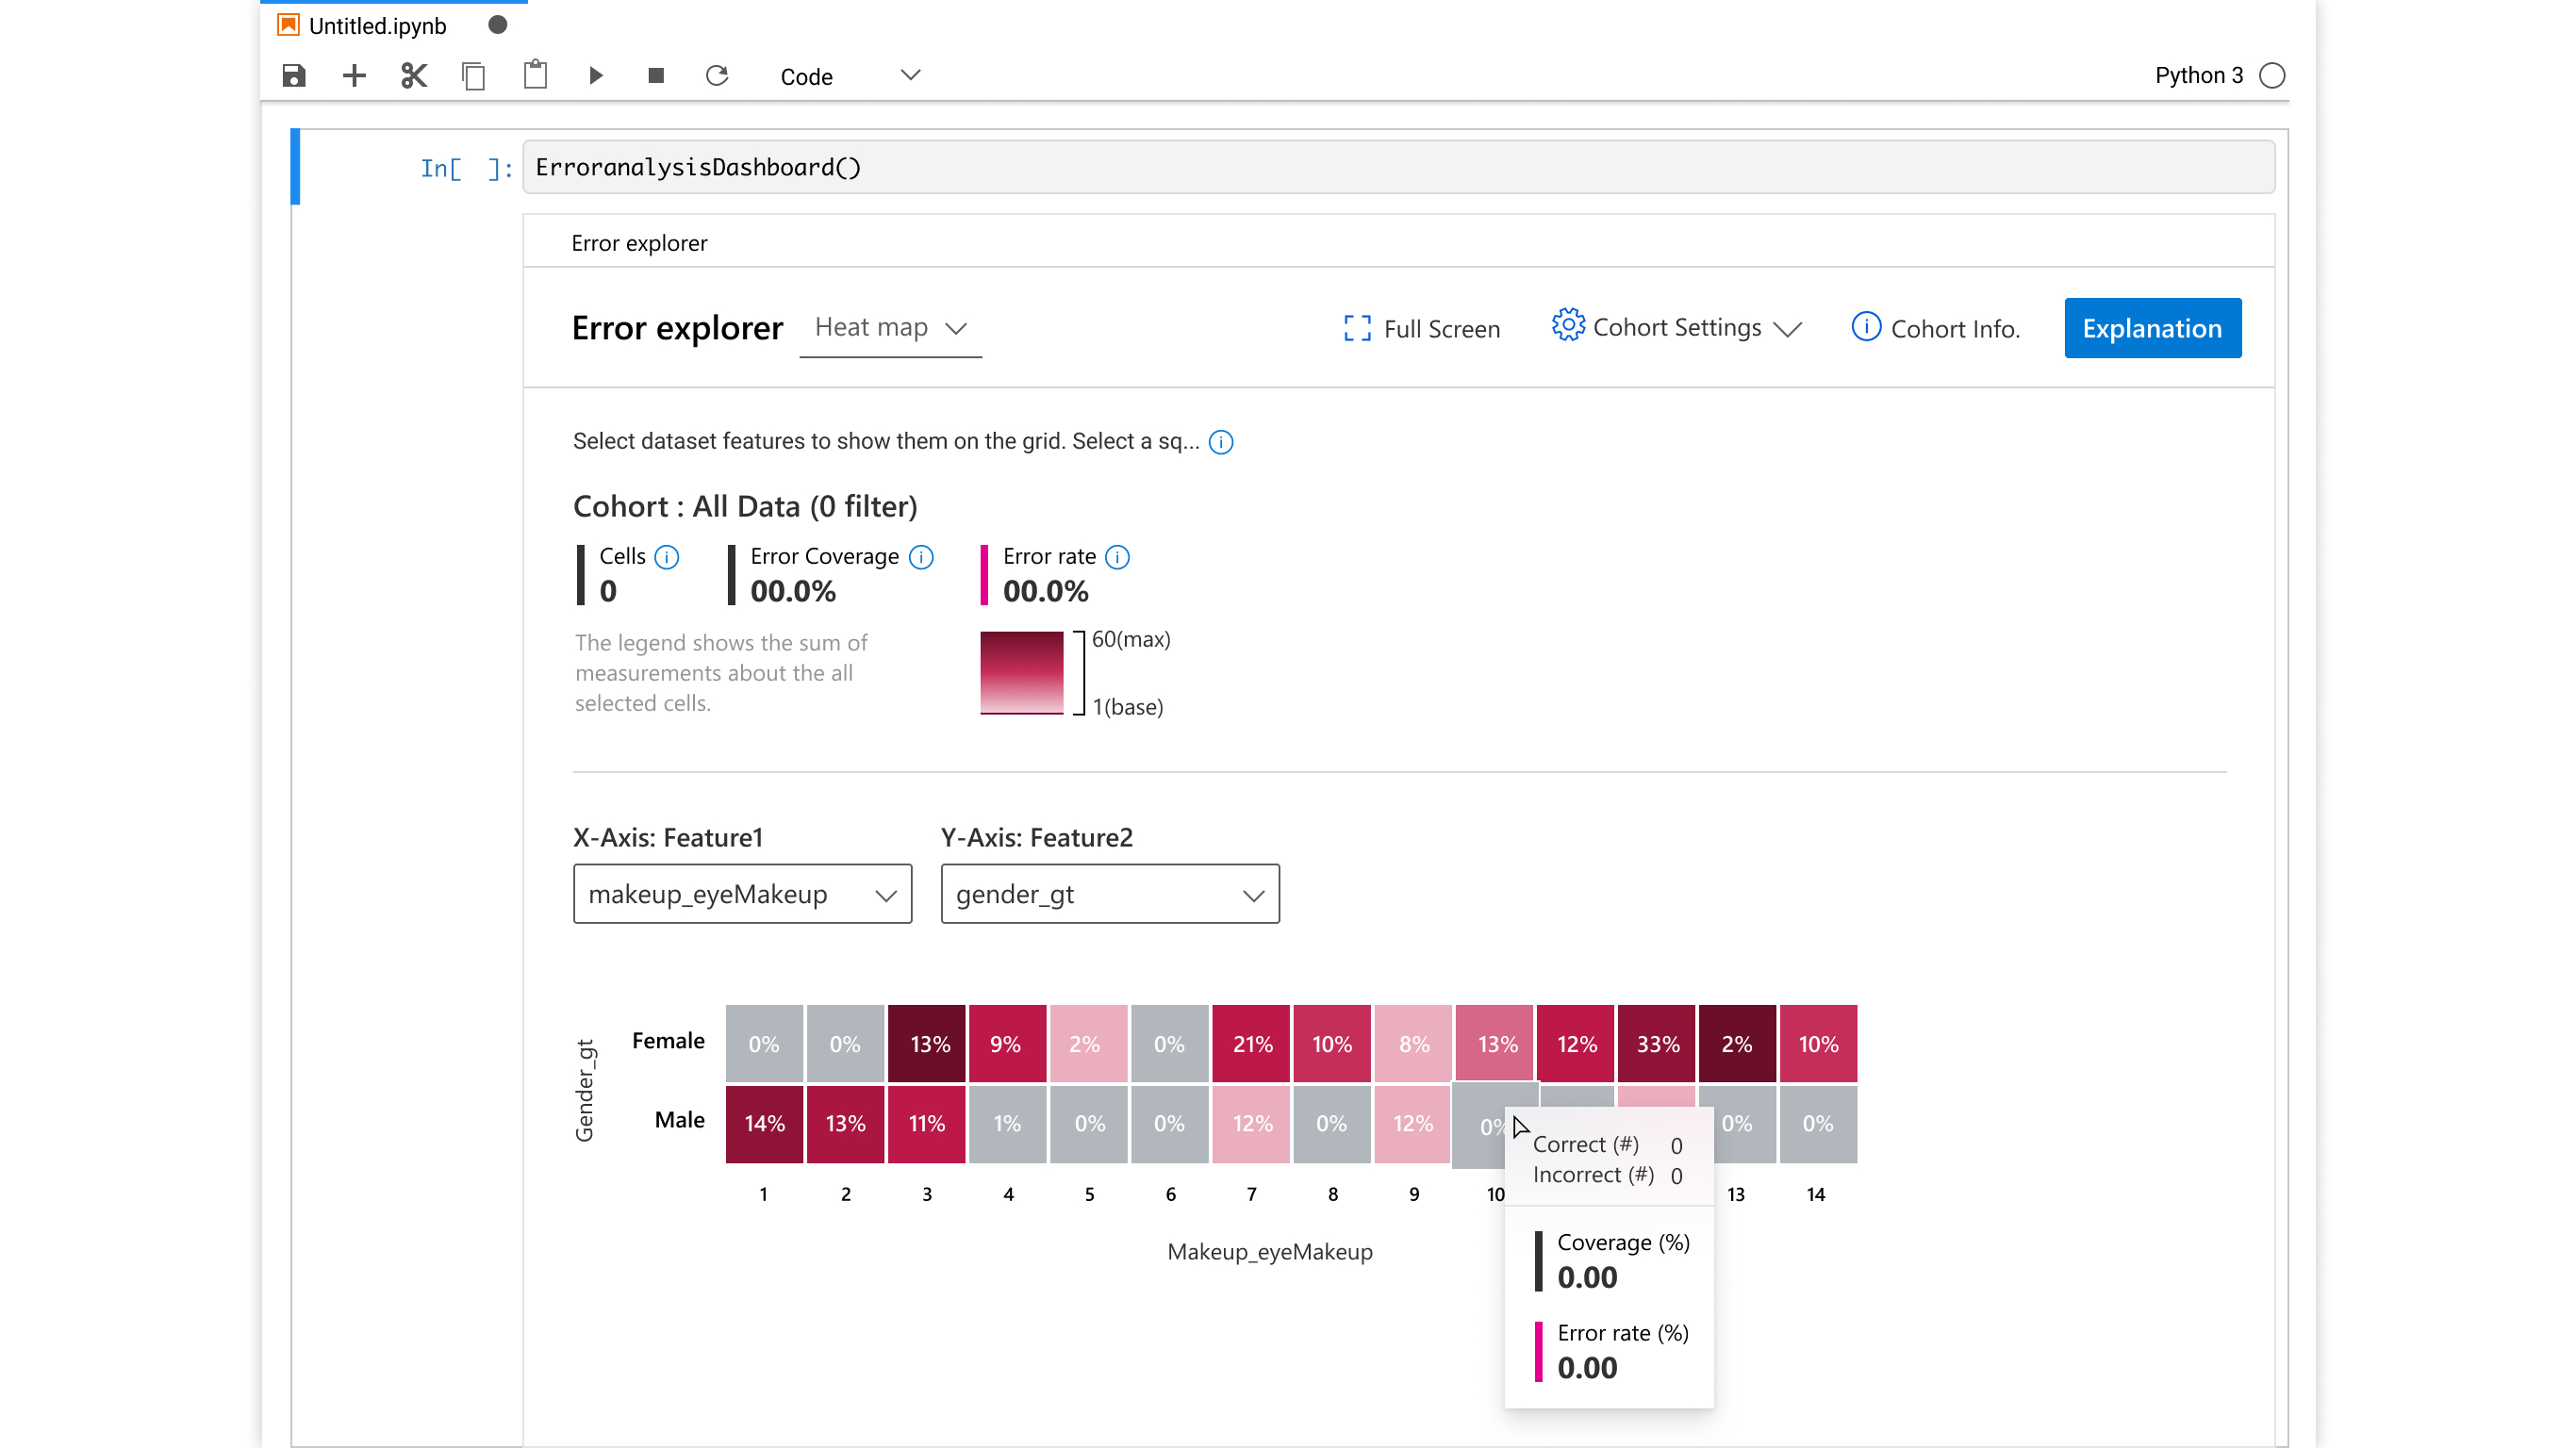 Untitled.ipynb
Code
Python 3
In[ ]:
ErroranalysisDashboard()
Error explorer
Error explorer
Heat map
Full Screen
Cohort Settings
Cohort Info.
Explanation
Select dataset features to show them on the grid. Select a sq...
Cohort : All Data (0 filter)
Cells
0
Error Coverage
00.0%
Error rate
00.0%
The legend shows the sum of
measurements about the all
selected cells.
60(max)
1(base)
X-Axis: Feature1
makeup_eyeMakeup
Y-Axis: Feature2
gender_gt
Gender_gt
Female 0% 0% 13% 9% 2% 0% 21% 10% 8% 13% 12% 33% 2% 10%
Male 14% 13% 11% 1% 0% 0% 12% 0% 12% 0% 0% 0%
1 2 3 4 5 6 7 8 9 10 13 14
Makeup_eyeMakeup
Correct (#) 0
Incorrect (#) 0
Coverage (%)
0.00
Error rate (%)
0.00